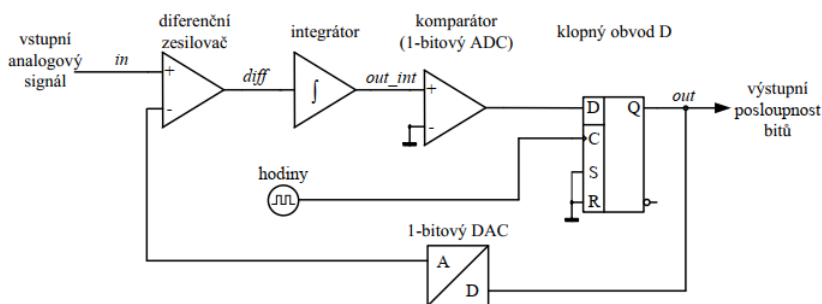 vstupní
analogový
signál
in
diferenční
zesilovač
+
-
diff
integrátor
∫
out_int
komparátor
(1-bitový ADC)
+
-
klopný obvod D
D
Q
C
S
R
out
výstupní
posloupnost
bitů
hodiny
1-bitový DAC
A
D